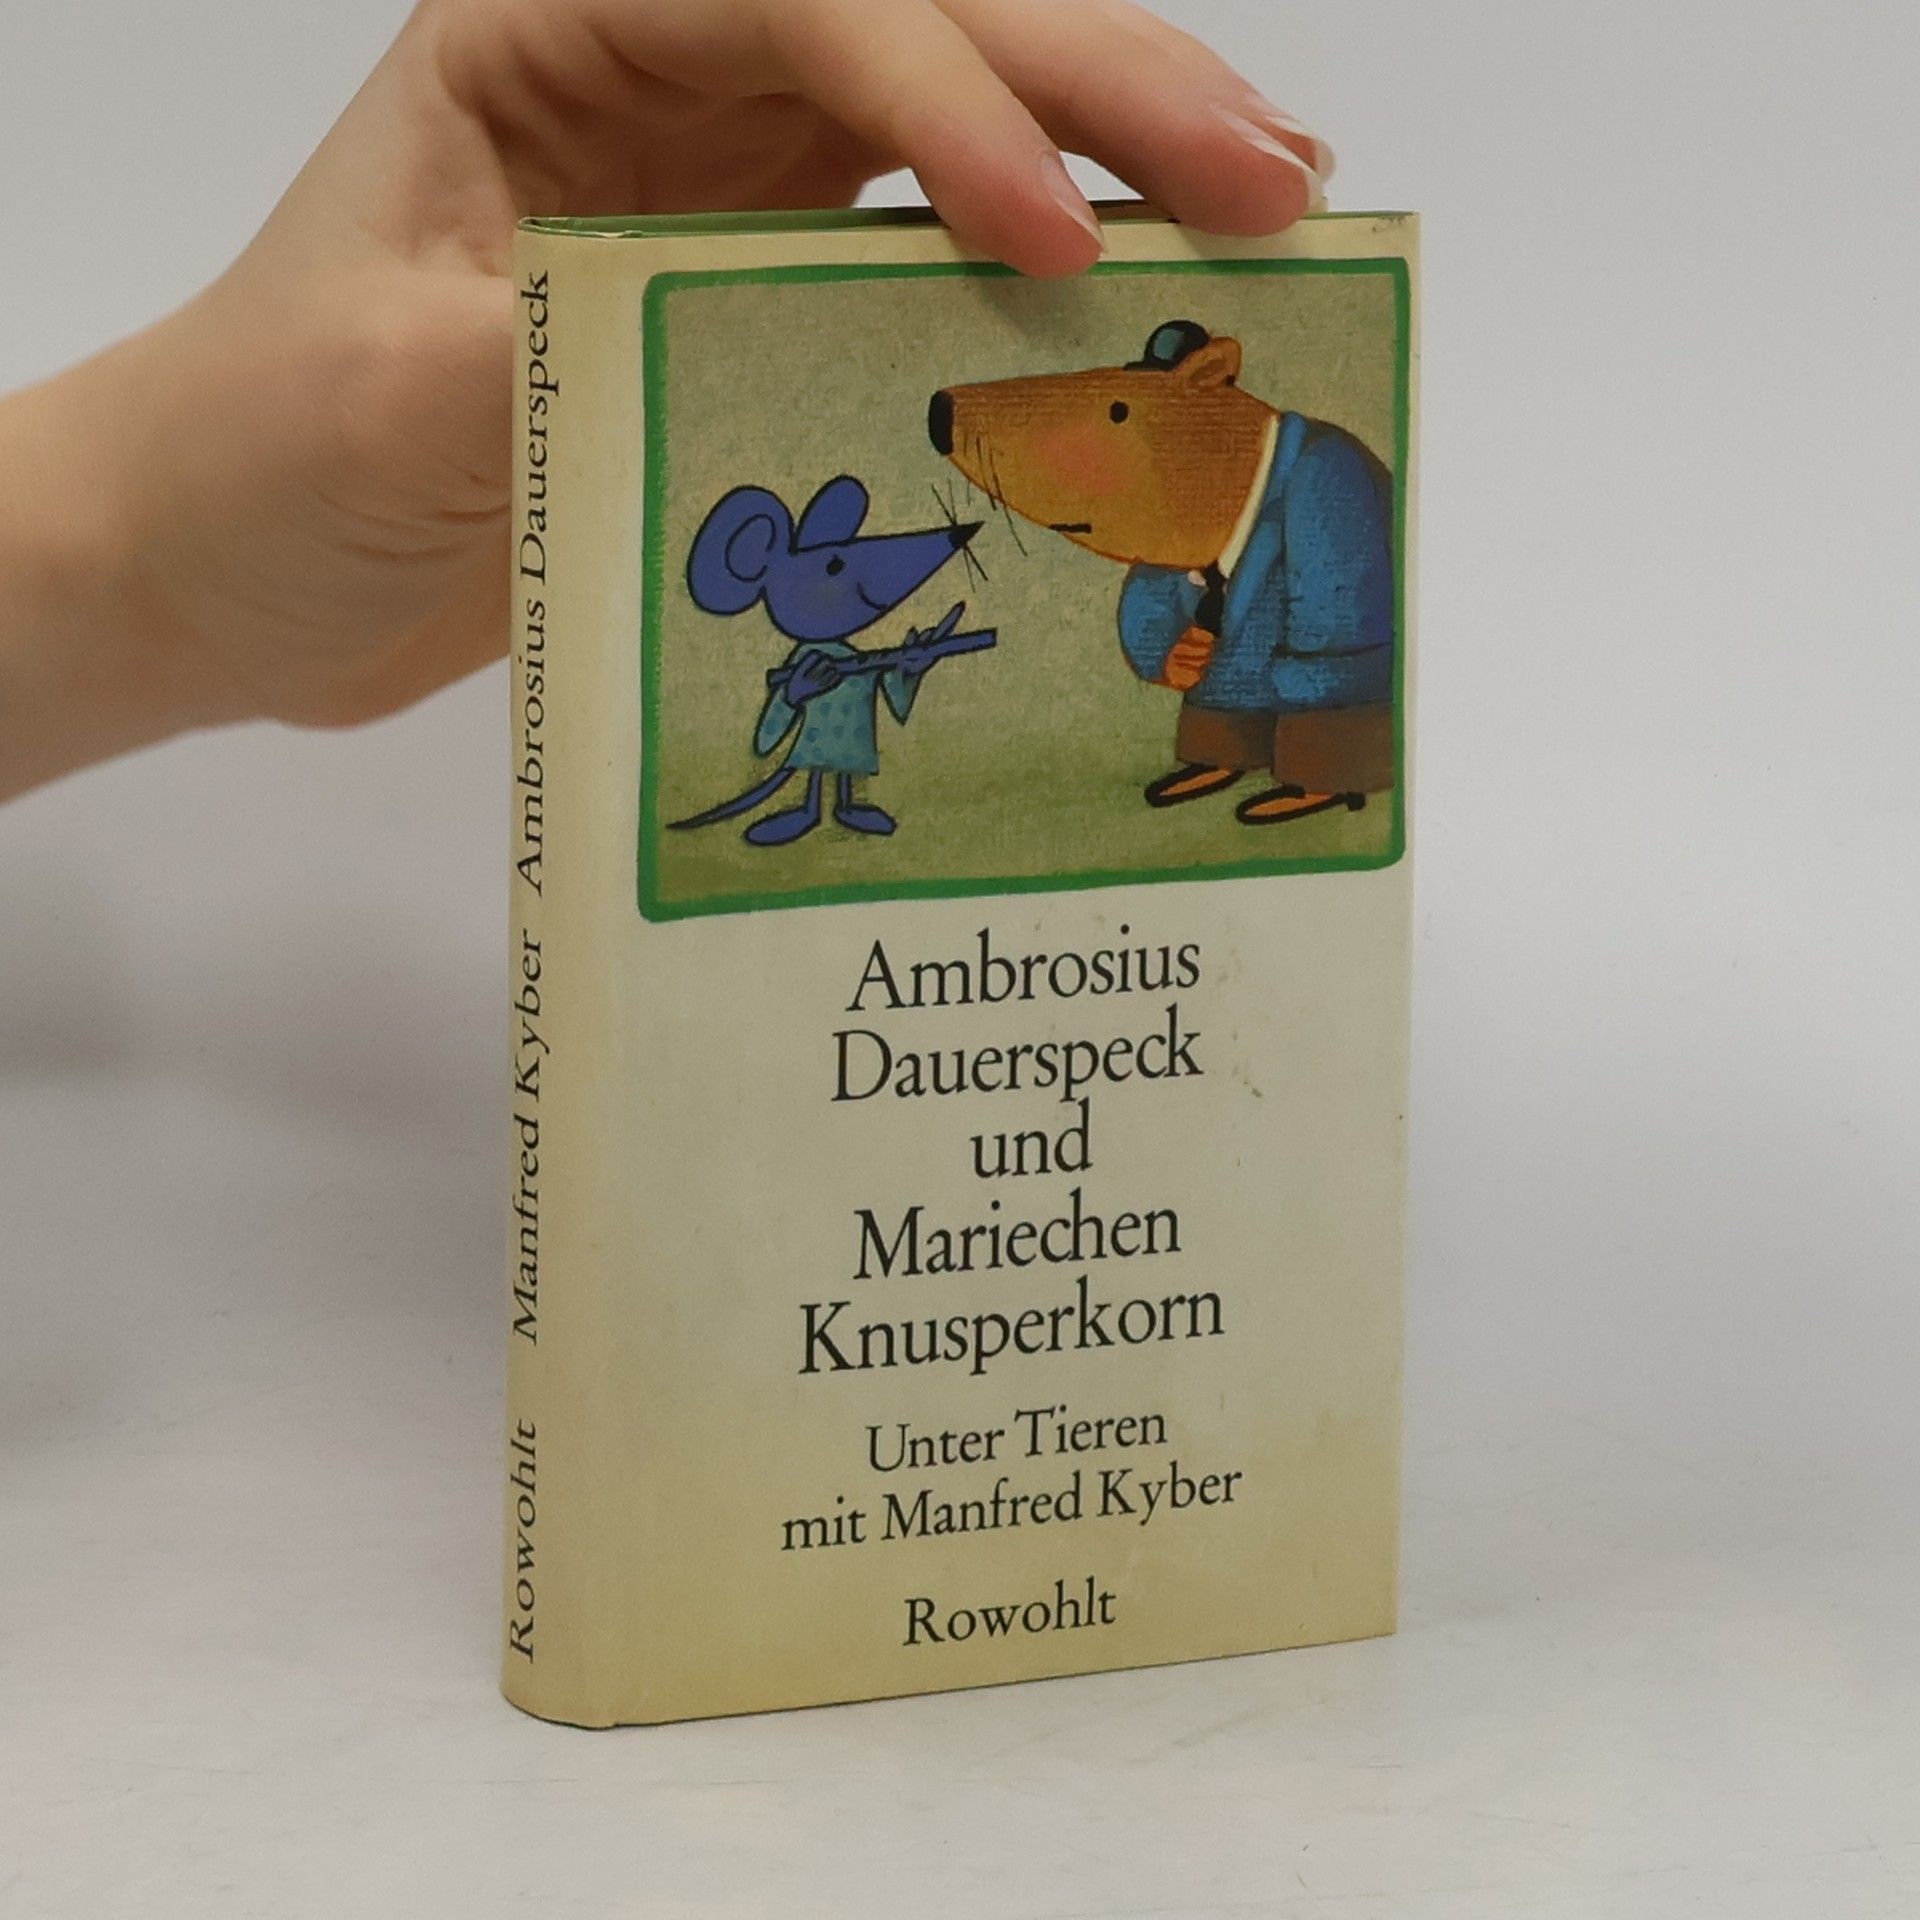 Rowohlt Manfred Kyber Ambrosius Dauerspeck
Ambrosius
Dauerspeck
und
Mariechen
Knusperkorn
Unter Tieren
mit Manfred Kyber
Rowohlt